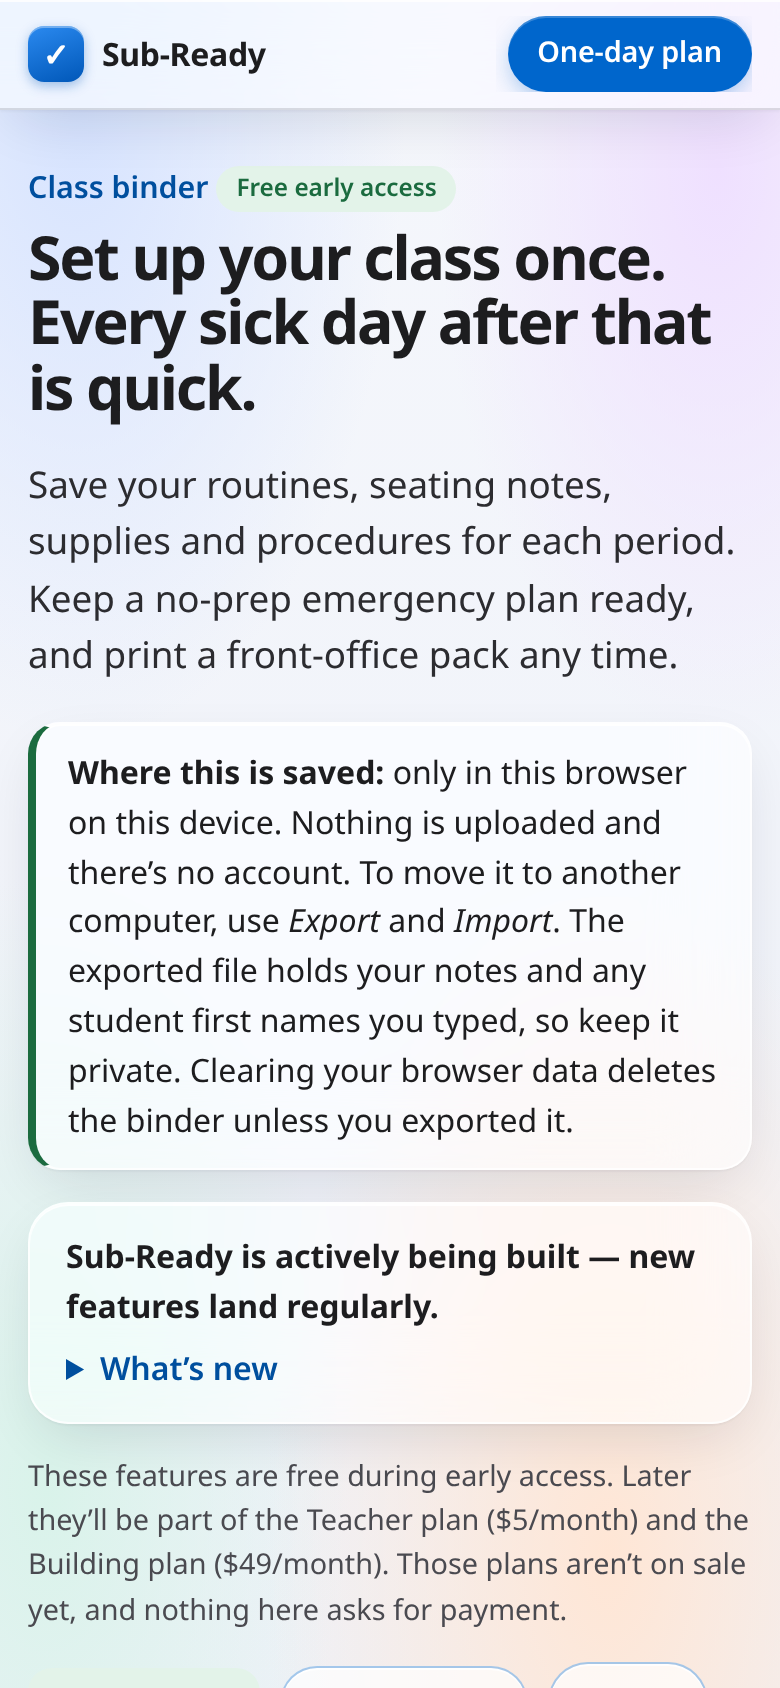 ✓ Sub-Ready
One-day plan
Class binder Free early access
Set up your class once.
Every sick day after that
is quick.
Save your routines, seating notes,
supplies and procedures for each period.
Keep a no-prep emergency plan ready,
and print a front-office pack any time.
Where this is saved: only in this browser
on this device. Nothing is uploaded and
there’s no account. To move it to another
computer, use Export and Import. The
exported file holds your notes and any
student first names you typed, so keep it
private. Clearing your browser data deletes
the binder unless you exported it.
Sub-Ready is actively being built — new
features land regularly.
What’s new
These features are free during early access. Later
they’ll be part of the Teacher plan ($5/month) and the
Building plan ($49/month). Those plans aren’t on sale
yet, and nothing here asks for payment.